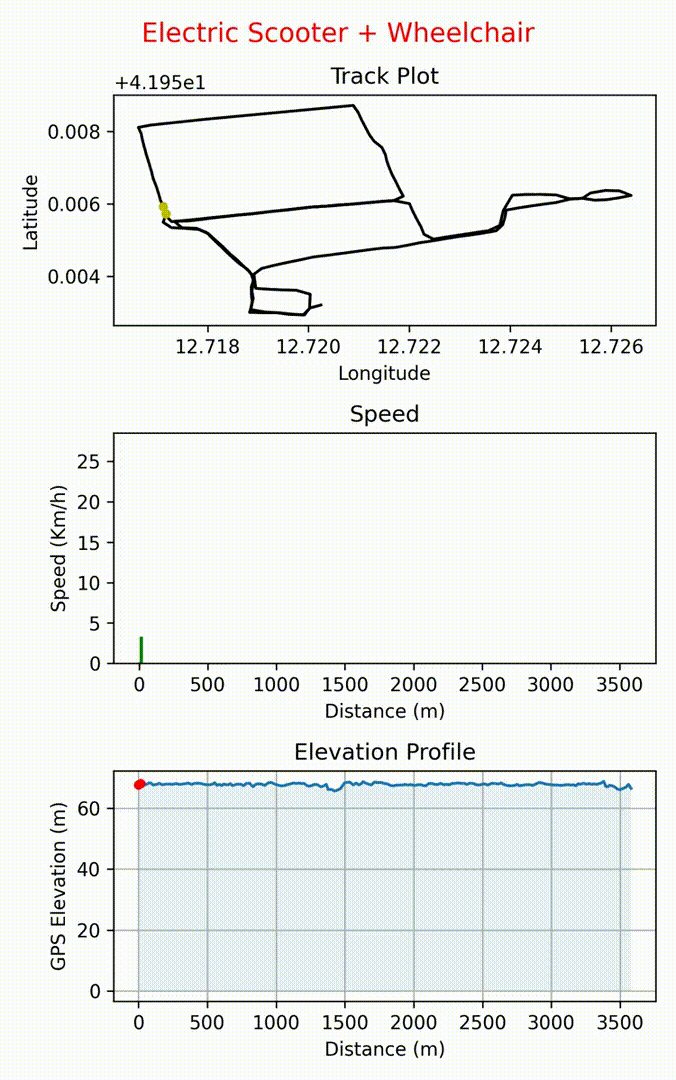 Electric Scooter + Wheelchair
+4.195e1
Track Plot
0.008
0.006
0.004
Latitude
12.718 12.720 12.722 12.724 12.726
Longitude
Speed
25
20
15
10
5
0
Speed (Km/h)
0 500 1000 1500 2000 2500 3000 3500
Distance (m)
Elevation Profile
60
40
20
0
GPS Elevation (m)
0 500 1000 1500 2000 2500 3000 3500
Distance (m)